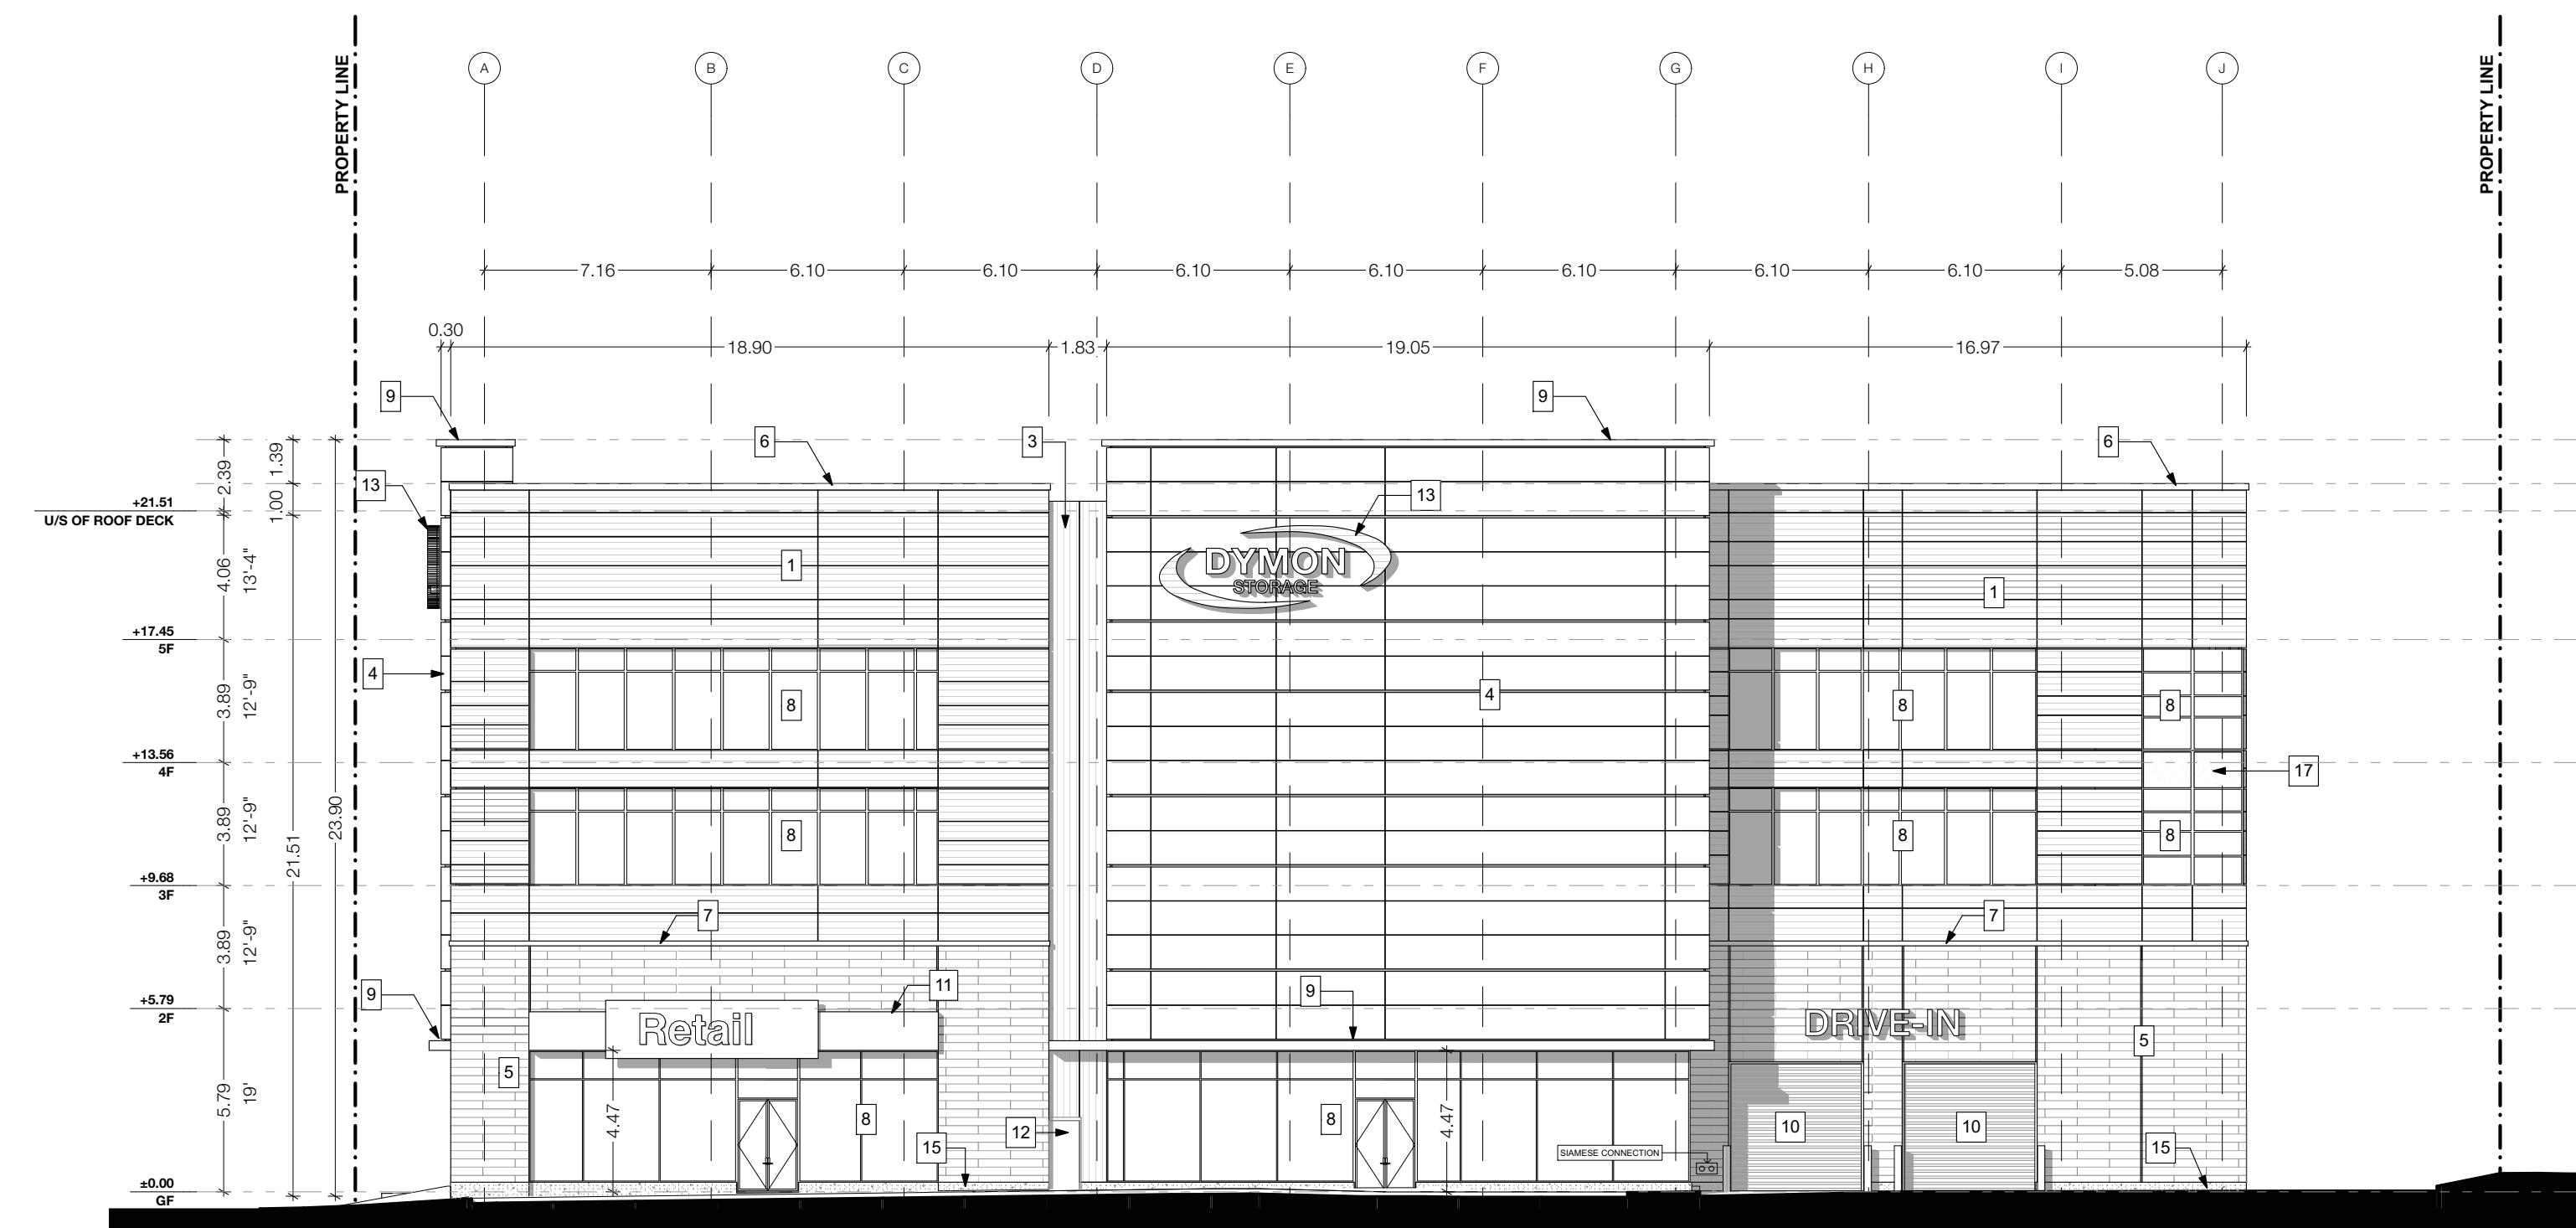 PROPERTY LINE
PROPERTY LINE
A B C D E F G H I J
7.16 6.10 6.10 6.10 6.10 6.10 6.10 6.10 5.08
0.30
18.90 1.83 19.05 16.97
9 9
6 3 6
2.39 1.39
13 13
+21.51
U/S OF ROOF DECK
1.00
DYMON
STORAGE
4.06 13'-4"
1 1
+17.45
5F
4 4
3.89 12'-9"
8 8 8
+13.56
4F
17
23.90
3.89 12'-9"
8 8 8
21.51
+9.68
3F
7 7
3.89 12'-9"
9 11 9
+5.79
2F
Retail
DRIVE-IN
5 5
5.79 19'
4.47 8 8 4.47
12 10 10
15 15
SIAMESE CONNECTION
±0.00
GF